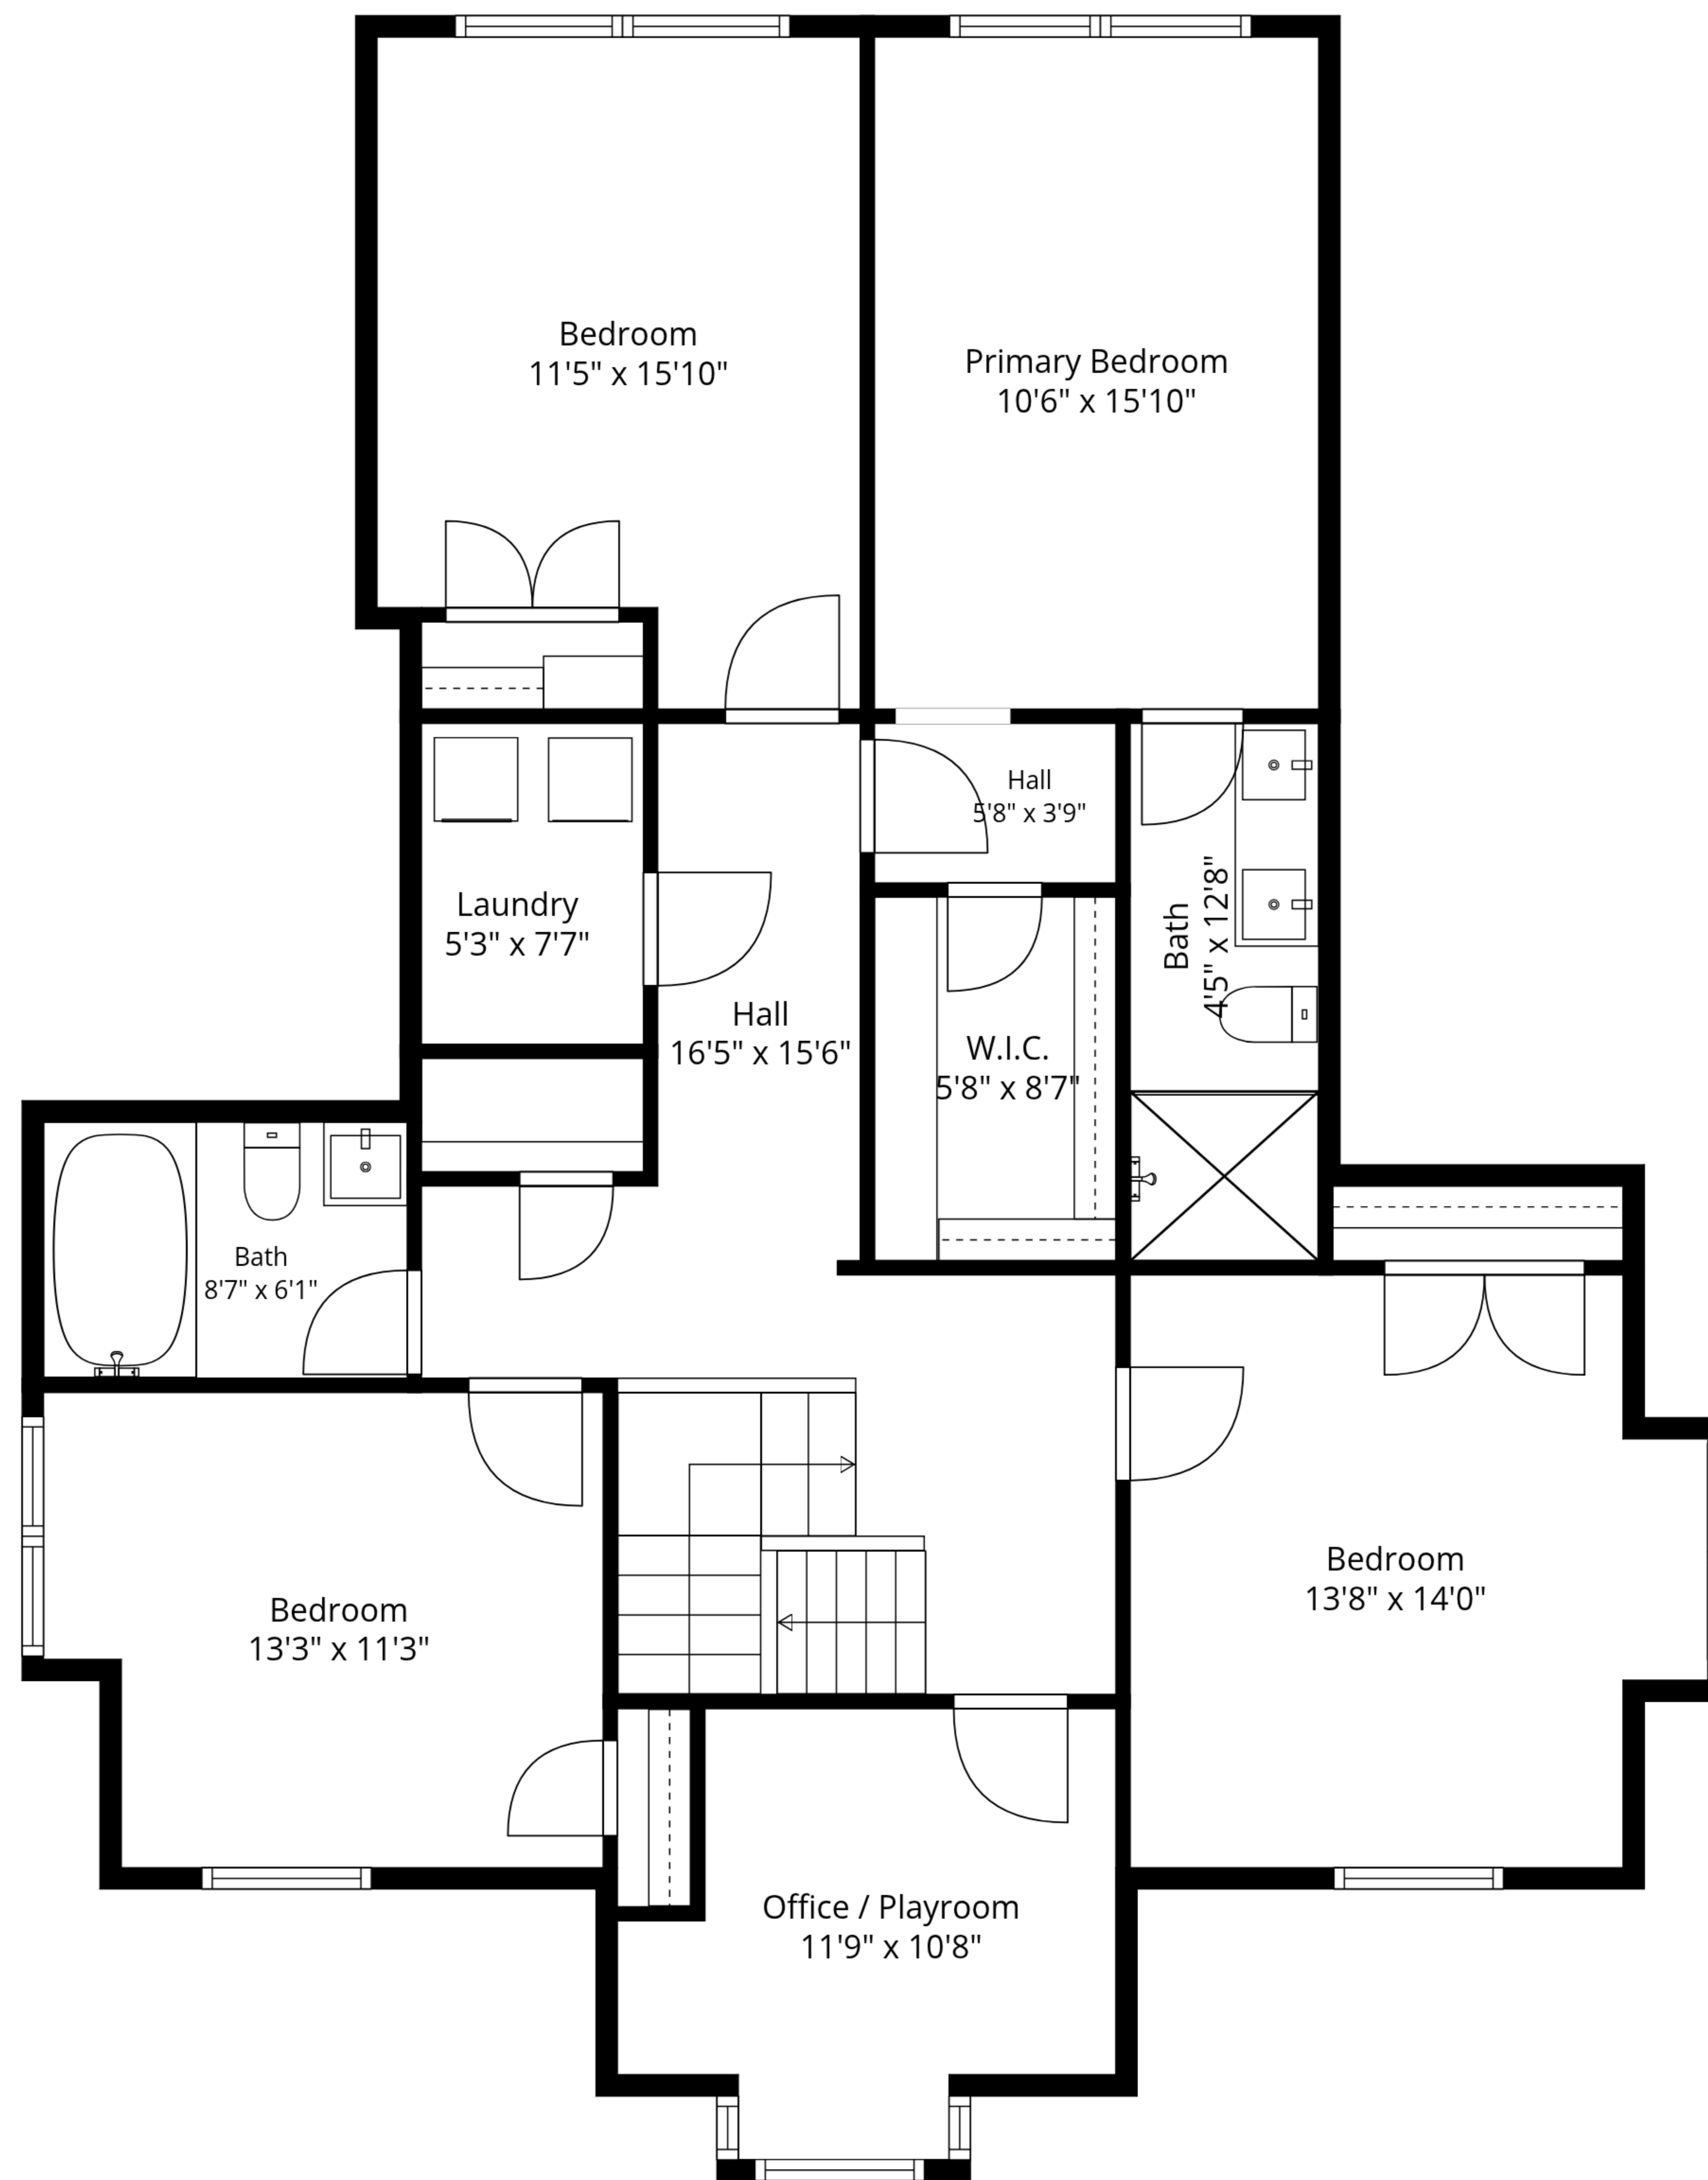 Bedroom
11'5" x 15'10"
Primary Bedroom
10'6" x 15'10"
Hall
5'8" x 3'9"
Laundry
5'3" x 7'7"
Bath
4'5" x 12'8"
Hall
16'5" x 15'6"
W.I.C.
5'8" x 8'7"
Bath
8'7" x 6'1"
Bedroom
13'3" x 11'3"
Bedroom
13'8" x 14'0"
Office / Playroom
11'9" x 10'8"